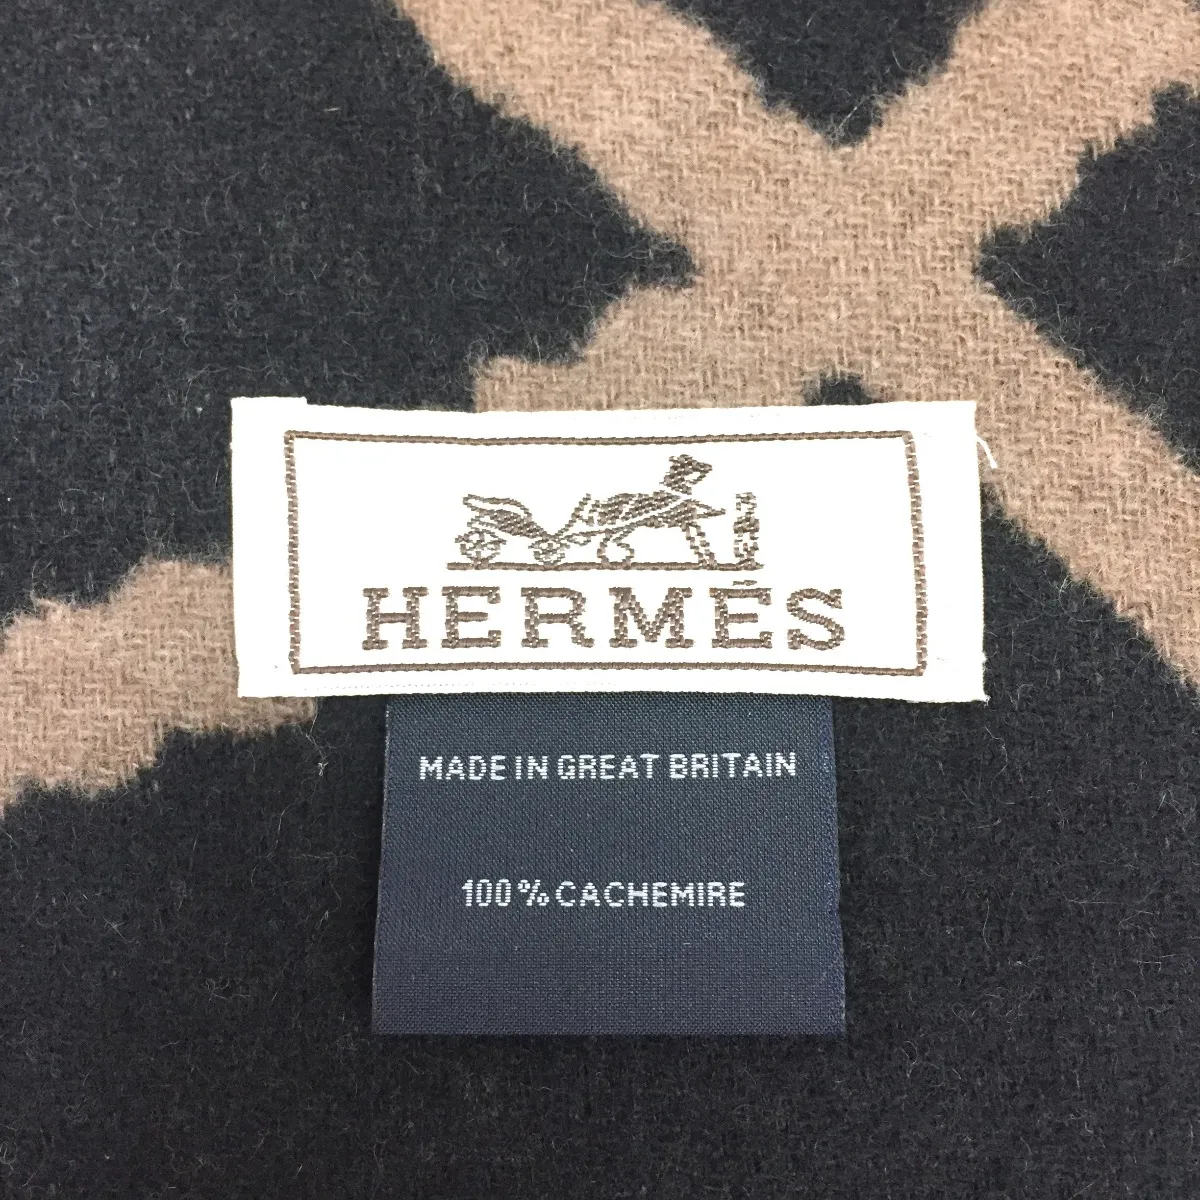 HERMÈS
MADE IN GREAT BRITAIN
100% CACHEMIRE